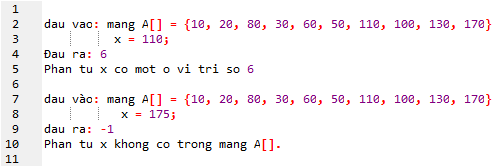 1
2 dau vao: mang A[] = {10, 20, 80, 30, 60, 50, 110, 100, 130, 170}
3 x = 110;
4 Đau ra: 6
5 Phan tu x co mot o vi tri so 6
6
7 dau vào: mang A[] = {10, 20, 80, 30, 60, 50, 110, 100, 130, 170}
8 x = 175;
9 dau ra: -1
10 Phan tu x khong co trong mang A[].
11